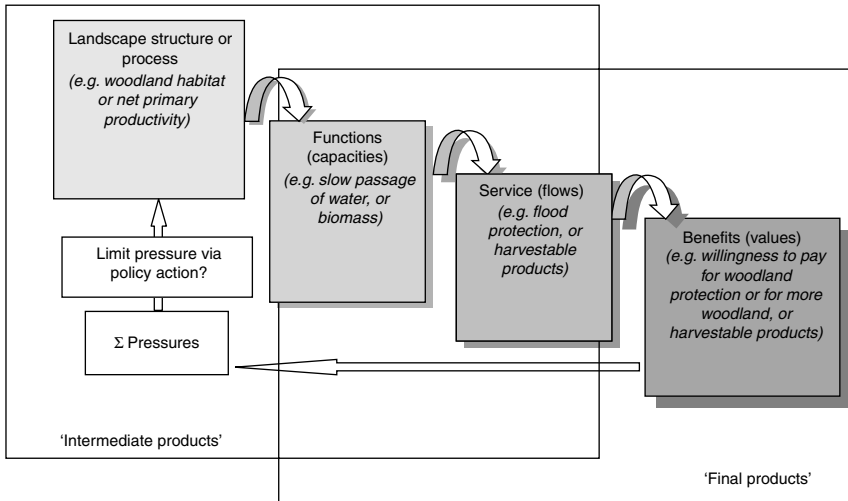 Landscape structure or
process
(e.g. woodland habitat
or net primary
productivity)
Functions
(capacities)
(e.g. slow passage
of water, or
biomass)
Service (flows)
(e.g. flood
protection, or
harvestable
products)
Benefits (values)
(e.g. willingness to pay
for woodland
protection or for more
woodland, or
harvestable products)
Limit pressure via
policy action?
Σ Pressures
‘Intermediate products’
‘Final products’